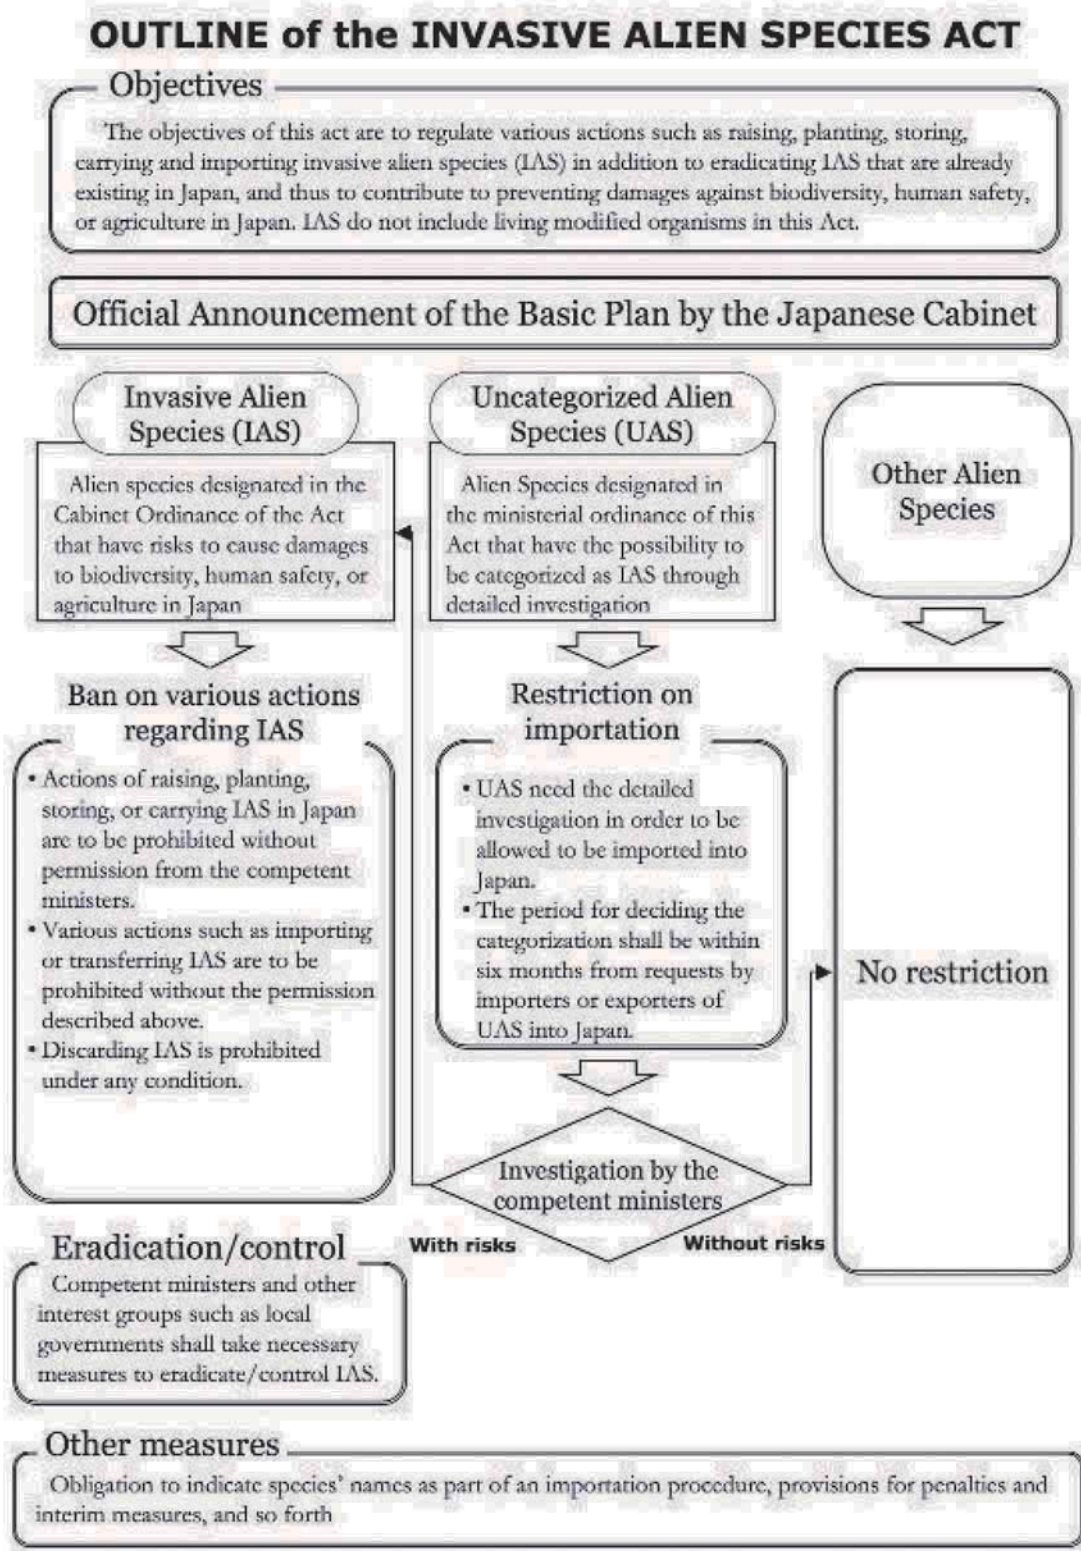 OUTLINE of the INVASIVE ALIEN SPECIES ACT
Objectives
The objectives of this act are to regulate various actions such as raising, planting, storing,
carrying and importing invasive alien species (IAS) in addition to eradicating IAS that are already
existing in Japan, and thus to contribute to preventing damages against biodiversity, human safety,
or agriculture in Japan. IAS do not include living modified organisms in this Act.
Official Announcement of the Basic Plan by the Japanese Cabinet
Invasive Alien
Species (IAS)
Alien species designated in the
Cabinet Ordinance of the Act
that have risks to cause damages
to biodiversity, human safety, or
agriculture in Japan
Ban on various actions
regarding IAS
• Actions of raising, planting,
storing, or carrying IAS in Japan
are to be prohibited without
permission from the competent
ministers.
• Various actions such as importing
or transferring IAS are to be
prohibited without the permission
described above.
• Discarding IAS is prohibited
under any condition.
Uncategorized Alien
Species (UAS)
Alien Species designated in
the ministerial ordinance of this
Act that have the possibility to
be categorized as IAS through
detailed investigation
Restriction on
importation
• UAS need the detailed
investigation in order to be
allowed to be imported into
Japan.
• The period for deciding the
categorization shall be within
six months from requests by
importers or exporters of
UAS into Japan.
Investigation by the
competent ministers
With risks
Without risks
Other Alien
Species
No restriction
Eradication/control
Competent ministers and other
interest groups such as local
governments shall take necessary
measures to eradicate/control IAS.
Other measures
Obligation to indicate species' names as part of an importation procedure, provisions for penalties and
interim measures, and so forth